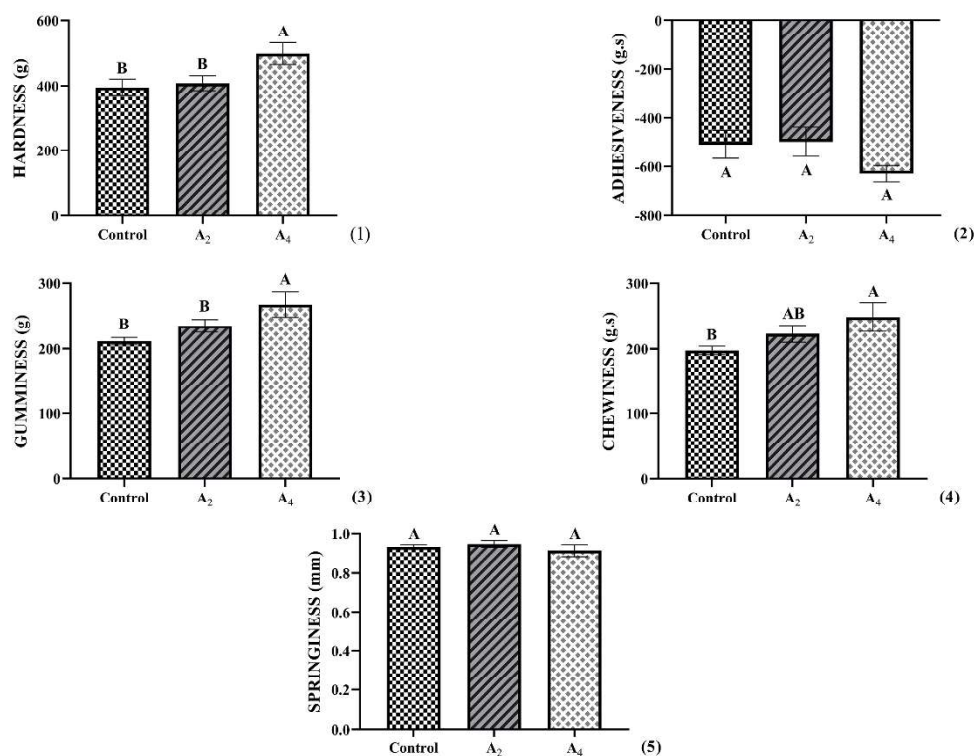 HARDNESS (g)
600
400
200
0
B
B
A
Control
A₂
A₄
(1)
ADHESIVENESS (g.s)
0
-200
-400
-600
-800
A
A
A
Control
A₂
A₄
(2)
GUMMINESS (g)
300
200
100
0
B
B
A
Control
A₂
A₄
(3)
CHEWINESS (g.s)
300
200
100
0
B
AB
A
Control
A₂
A₄
(4)
SPRINGINESS (mm)
1.0
0.8
0.6
0.4
0.2
0.0
A
A
A
Control
A₂
A₄
(5)